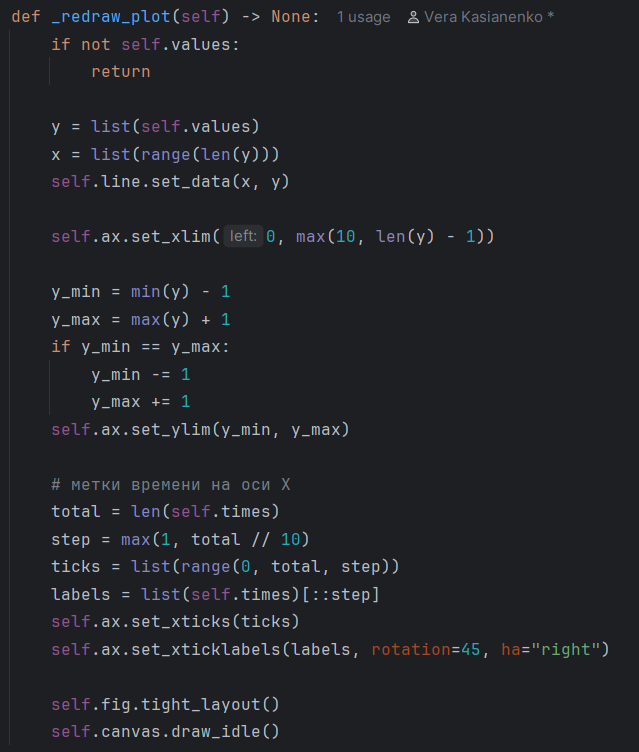 def _redraw_plot(self) -> None: 1 usage Vera Kasianenko *
    if not self.values:
        return
    y = list(self.values)
    x = list(range(len(y)))
    self.line.set_data(x, y)
    self.ax.set_xlim( left: 0, max(10, len(y) - 1))
    y_min = min(y) - 1
    y_max = max(y) + 1
    if y_min == y_max:
        y_min -= 1
        y_max += 1
    self.ax.set_ylim(y_min, y_max)
    # метки времени на оси X
    total = len(self.times)
    step = max(1, total // 10)
    ticks = list(range(0, total, step))
    labels = list(self.times)[::step]
    self.ax.set_xticks(ticks)
    self.ax.set_xticklabels(labels, rotation=45, ha="right")
    self.fig.tight_layout()
    self.canvas.draw_idle()